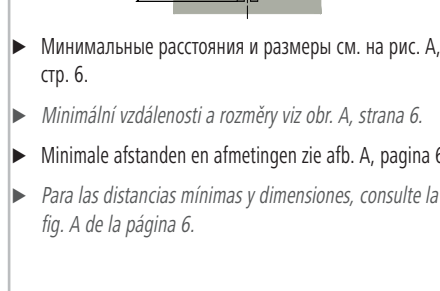 ► Минимальные расстояния и размеры см. на рис. A,
стр. 6.
► Minimální vzdálenosti a rozměry viz obr. A, strana 6.
► Minimale afstanden en afmetingen zie afb. A, pagina 6
► Para las distancias mínimas y dimensiones, consulte la
fig. A de la página 6.